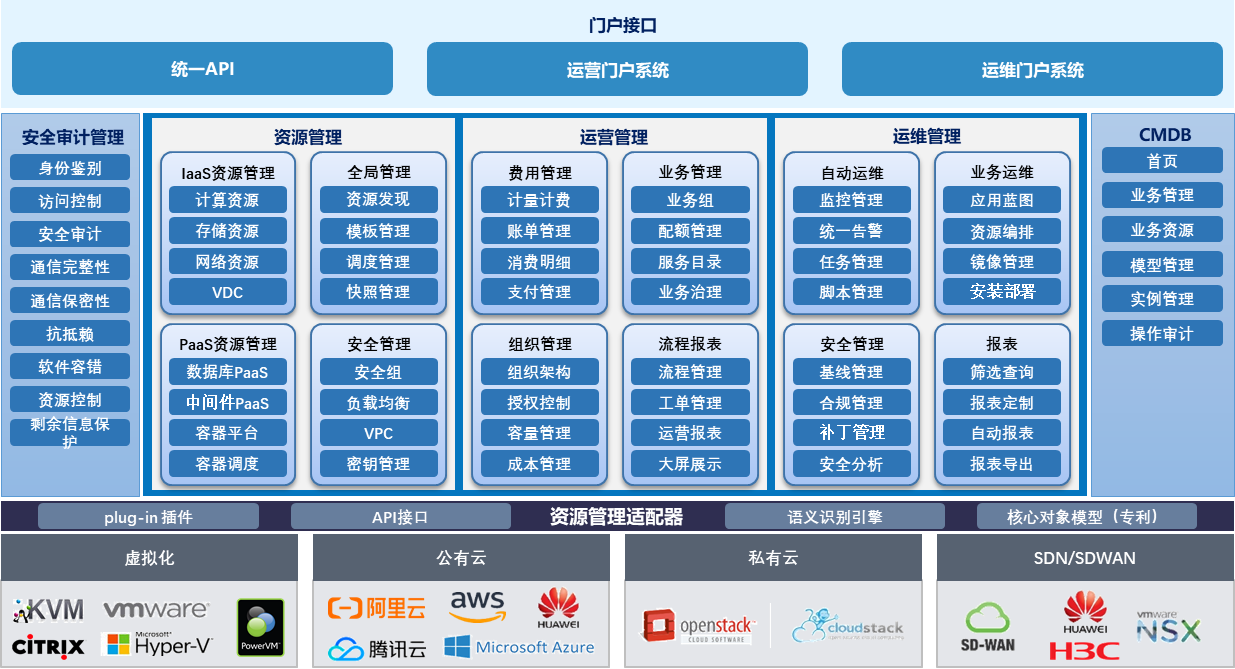 门户接口
统一API
运营门户系统
运维门户系统
安全审计管理
身份鉴别
访问控制
安全审计
通信完整性
通信保密性
抗抵赖
软件容错
资源控制
剩余信息保
护
资源管理
IaaS资源管理
计算资源
存储资源
网络资源
VDC
全局管理
资源发现
模板管理
调度管理
快照管理
PaaS资源管理
数据库PaaS
中间件PaaS
容器平台
容器调度
安全管理
安全组
负载均衡
VPC
密钥管理
运营管理
费用管理
计量计费
账单管理
消费明细
支付管理
业务管理
业务组
配额管理
服务目录
业务治理
组织管理
组织架构
授权控制
容量管理
成本管理
流程报表
流程管理
工单管理
运营报表
大屏展示
运维管理
自动运维
监控管理
统一告警
任务管理
脚本管理
业务运维
应用蓝图
资源编排
镜像管理
安装部署
安全管理
基线管理
合规管理
补丁管理
安全分析
报表
筛选查询
报表定制
自动报表
报表导出
CMDB
首页
业务管理
业务资源
模型管理
实例管理
操作审计
plug-in 插件
API接口
资源管理适配器
语义识别引擎
核心对象模型（专利）
虚拟化
KVM
vmware
CITRIX
Microsoft
Hyper-V
PowerVM
公有云
阿里云
aws
HUAWEI
腾讯云
Microsoft Azure
私有云
openstack
CLOUD SOFTWARE
cloudstack
SDN/SDWAN
SD-WAN
HUAWEI
H3C
vmware
NSX